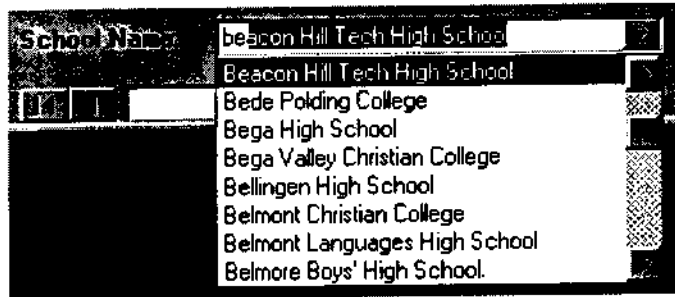 School Name
beacon Hill Tech High School
Beacon Hill Tech High School
Bede Polding College
Bega High School
Bega Valley Christian College
Bellingen High School
Belmont Christian College
Belmont Languages High School
Belmore Boys' High School.